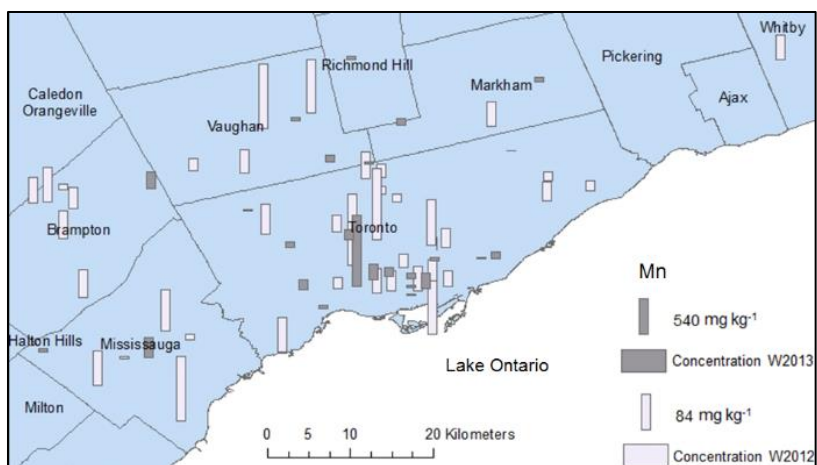 Whitby
Richmond Hill
Pickering
Markham
Caledon
Orangeville
Ajax
Vaughan
Brampton
Toronto
Mn
540 mg kg⁻¹
Halton Hills
Mississauga
Lake Ontario
Concentration W2013
Milton
84 mg kg⁻¹
0 5 10 20 Kilometers
Concentration W2012